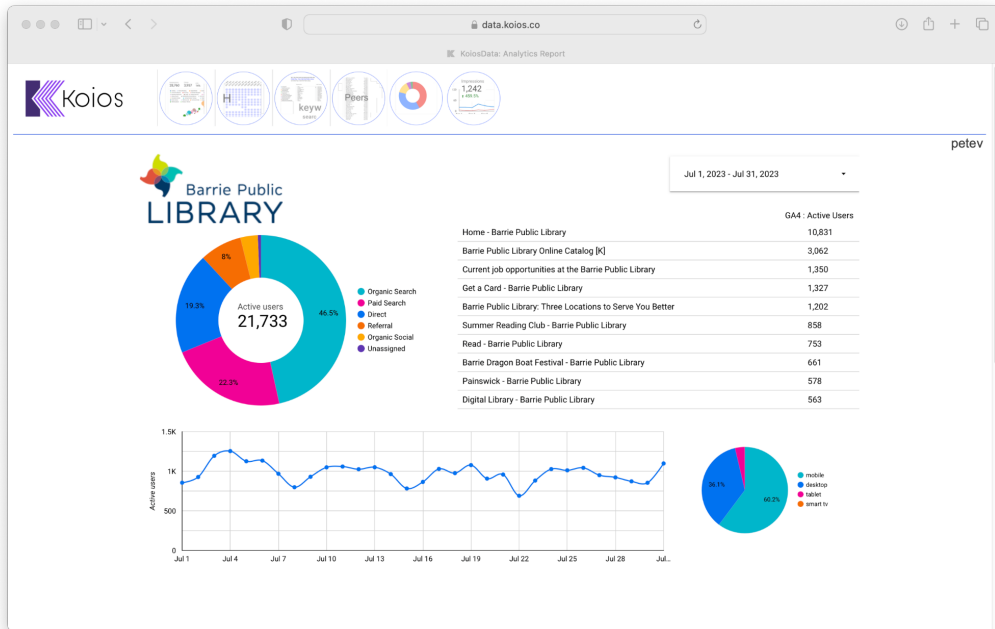 data.koios.co
KoiosData: Analytics Report
Koios
H
keyw
Peers
Impressions
1,242
petev
Barrie Public
LIBRARY
Jul 1, 2023 - Jul 31, 2023
GA4 : Active Users
Home - Barrie Public Library 10,831
Barrie Public Library Online Catalog [K] 3,062
Current job opportunities at the Barrie Public Library 1,350
Get a Card - Barrie Public Library 1,327
Barrie Public Library: Three Locations to Serve You Better 1,202
Summer Reading Club - Barrie Public Library 858
Read - Barrie Public Library 753
Barrie Dragon Boat Festival - Barrie Public Library 661
Painswick - Barrie Public Library 578
Digital Library - Barrie Public Library 563
Active users
21,733
46.5%
22.3%
19.3%
8%
Organic Search
Paid Search
Direct
Referral
Organic Social
Unassigned
Active users
1.5K
1K
500
0
Jul 1 Jul 4 Jul 7 Jul 10 Jul 13 Jul 16 Jul 19 Jul 22 Jul 25 Jul 28 Jul…
60.2%
mobile
desktop
tablet
smart tv